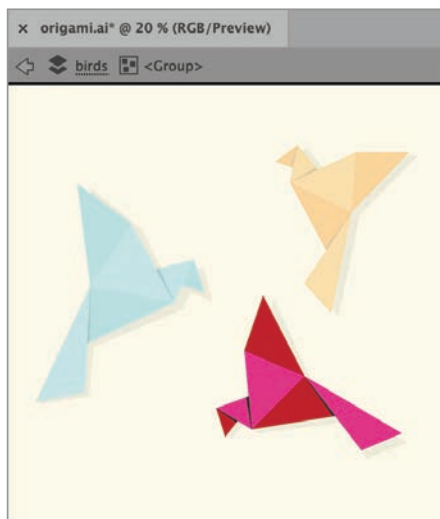 × origami.ai* @ 20 % (RGB/Preview)
birds <Group>